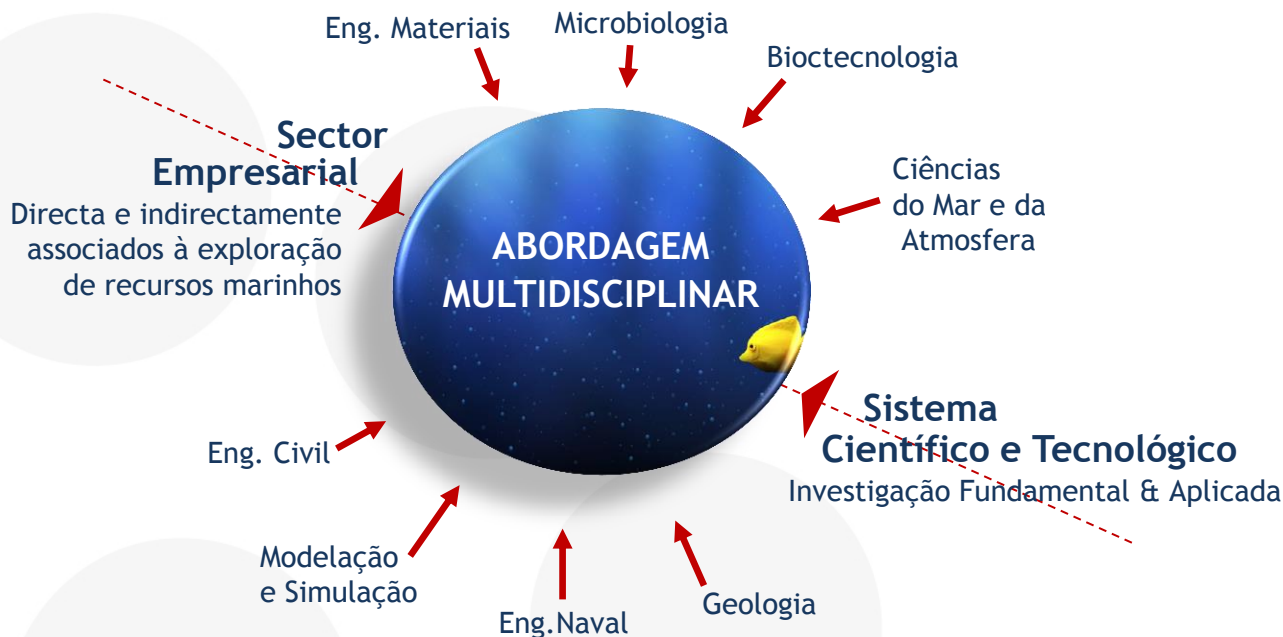 Eng. Materiais
Microbiologia
Bioctecnologia
Sector
Empresarial
Directa e indirectamente
associados à exploração
de recursos marinhos
Ciências
do Mar e da
Atmosfera
ABORDAGEM
MULTIDISCIPLINAR
Sistema
Científico e Tecnológico
Investigação Fundamental & Aplicada
Eng. Civil
Modelação
e Simulação
Eng.Naval
Geologia